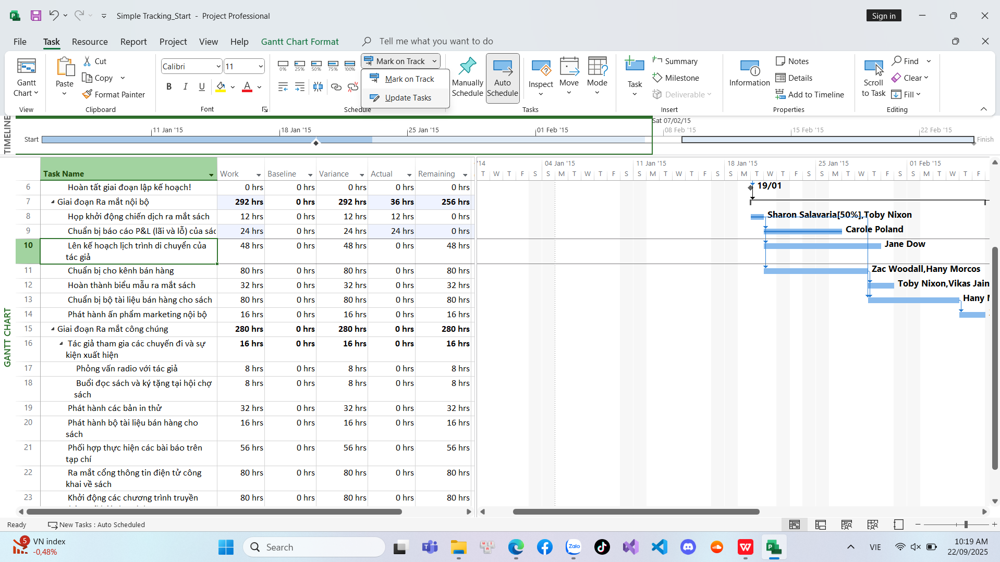 Simple Tracking_Start - Project Professional
Sign in
File Task Resource Report Project View Help Gantt Chart Format Tell me what you want to do
Gantt Chart
View
Paste
Cut
Copy
Format Painter
Clipboard
Calibri 11
B I U A
Font
0% 25% 50% 75% 100%
Mark on Track
Mark on Track
Update Tasks
Schedule
Manually Schedule
Auto Schedule
Inspect
Move
Mode
Tasks
Task
Summary
Milestone
Deliverable
Insert
Information
Notes
Details
Add to Timeline
Properties
Scroll to Task
Find
Clear
Fill
Editing
TIMELINE
Sat 07/02/15
11 Jan '15 18 Jan '15 25 Jan '15 01 Feb '15 08 Feb '15 15 Feb '15 22 Feb '15
Start
Finish
GANTT CHART
Task Name Work Baseline Variance Actual Remaining
'14 04 Jan '15 11 Jan '15 18 Jan '15 25 Jan '15 01 Feb '15
T W T F S S M T W T F S S M T W T F S S M T W T F S S M T W T F S S M T W T F
6 Hoàn tất giai đoạn lập kế hoạch! 0 hrs 0 hrs 0 hrs 0 hrs 0 hrs
19/01
7 Giai đoạn Ra mắt nội bộ 292 hrs 0 hrs 292 hrs 36 hrs 256 hrs
8 Họp khởi động chiến dịch ra mắt sách 12 hrs 0 hrs 12 hrs 12 hrs 0 hrs
Sharon Salavaria[50%],Toby Nixon
9 Chuẩn bị báo cáo P&L (lãi và lỗ) của sác 24 hrs 0 hrs 24 hrs 24 hrs 0 hrs
Carole Poland
10 Lên kế hoạch lịch trình di chuyển của 48 hrs 0 hrs 48 hrs 0 hrs 48 hrs
tác giả
Jane Dow
11 Chuẩn bị cho kênh bán hàng 80 hrs 0 hrs 80 hrs 0 hrs 80 hrs
Zac Woodall,Hany Morcos
12 Hoàn thành biểu mẫu ra mắt sách 32 hrs 0 hrs 32 hrs 0 hrs 32 hrs
Toby Nixon,Vikas Jain
13 Chuẩn bị bộ tài liệu bán hàng cho sách 80 hrs 0 hrs 80 hrs 0 hrs 80 hrs
Hany
14 Phát hành ấn phẩm marketing nội bộ 16 hrs 0 hrs 16 hrs 0 hrs 16 hrs
15 Giai đoạn Ra mắt công chúng 280 hrs 0 hrs 280 hrs 0 hrs 280 hrs
16 Tác giả tham gia các chuyến đi và sự 16 hrs 0 hrs 16 hrs 0 hrs 16 hrs
kiện xuất hiện
17 Phỏng vấn radio với tác giả 8 hrs 0 hrs 8 hrs 0 hrs 8 hrs
18 Buổi đọc sách và ký tặng tại hội chợ 8 hrs 0 hrs 8 hrs 0 hrs 8 hrs
sách
19 Phát hành các bản in thử 32 hrs 0 hrs 32 hrs 0 hrs 32 hrs
20 Phát hành bộ tài liệu bán hàng cho 16 hrs 0 hrs 16 hrs 0 hrs 16 hrs
sách
21 Phối hợp thực hiện các bài báo trên 56 hrs 0 hrs 56 hrs 0 hrs 56 hrs
tạp chí
22 Ra mắt cổng thông tin điện tử công 80 hrs 0 hrs 80 hrs 0 hrs 80 hrs
khai về sách
23 Khởi động các chương trình truyền 80 hrs 0 hrs 80 hrs 0 hrs 80 hrs
Ready New Tasks : Auto Scheduled
5 VN index
-0,48%
Search
Zalo
VIE
10:19 AM
22/09/2025